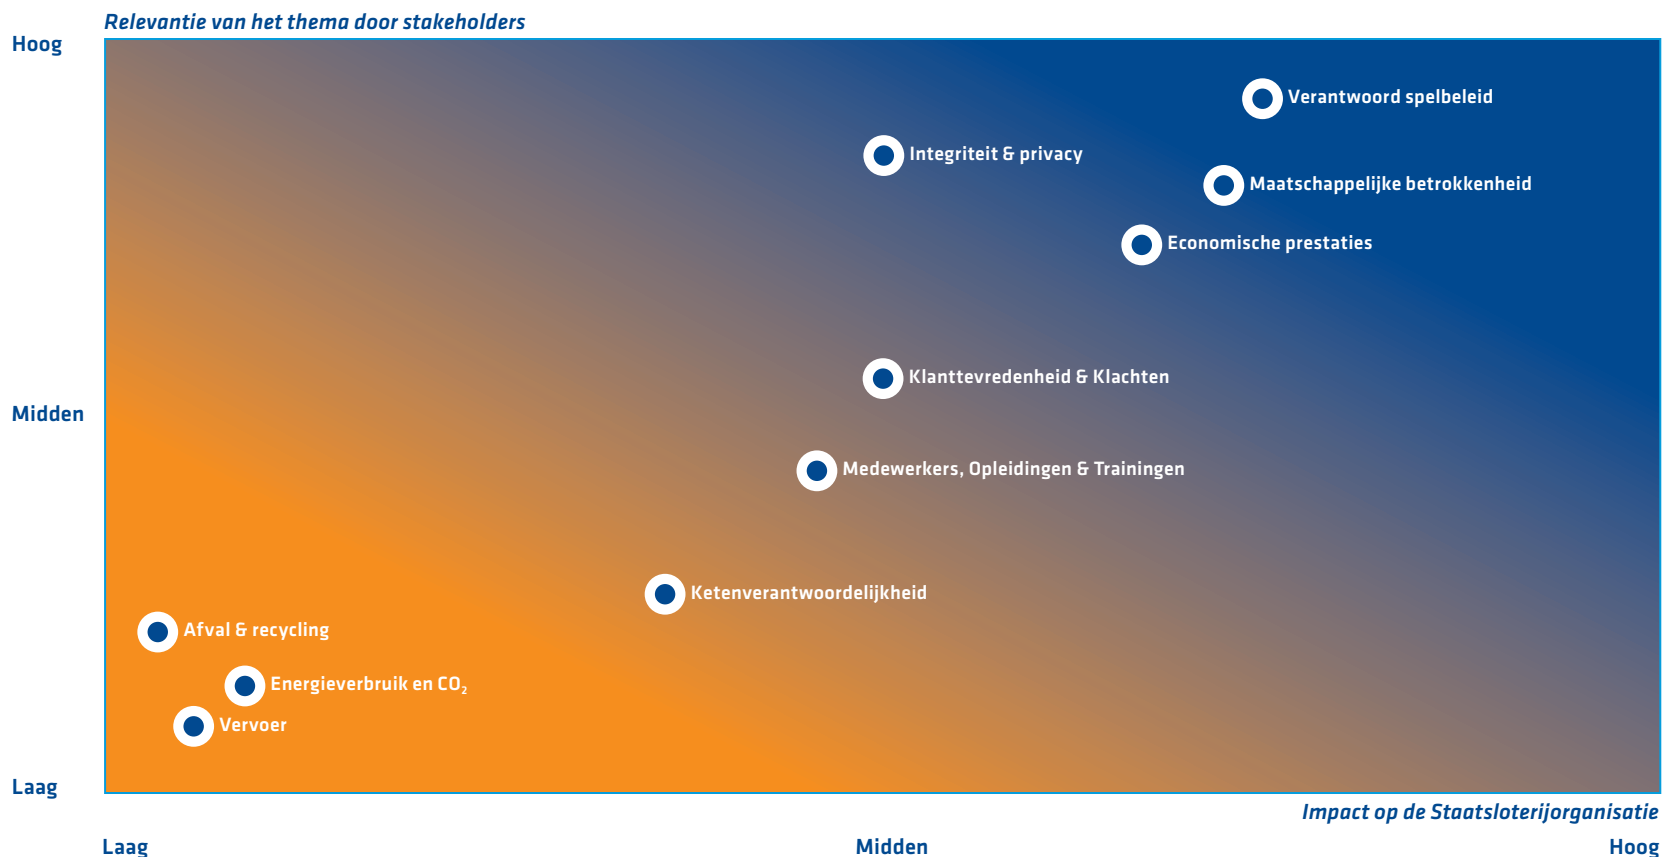 Relevantie van het thema door stakeholders
Hoog
Verantwoord spelbeleid
Integriteit & privacy
Maatschappelijke betrokkenheid
Economische prestaties
Klanttevredenheid & Klachten
Midden
Medewerkers, Opleidingen & Trainingen
Ketenverantwoordelijkheid
Afval & recycling
Energieverbruik en CO₂
Vervoer
Laag
Impact op de Staatsloterijorganisatie
Laag
Midden
Hoog